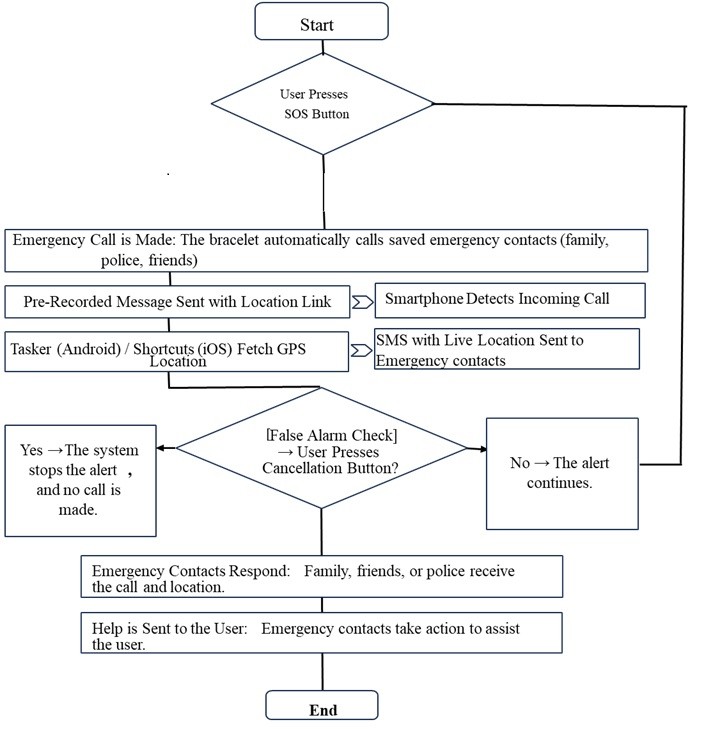 Start
User Presses
SOS Button
Emergency Call is Made: The bracelet automatically calls saved emergency contacts (family,
police, friends)
Pre-Recorded Message Sent with Location Link
Smartphone Detects Incoming Call
Tasker (Android) / Shortcuts (iOS) Fetch GPS
Location
SMS with Live Location Sent to
Emergency contacts
[False Alarm Check]
→ User Presses
Cancellation Button?
Yes → The system
stops the alert ,
and no call is
made.
No → The alert
continues.
Emergency Contacts Respond: Family, friends, or police receive
the call and location.
Help is Sent to the User: Emergency contacts take action to assist
the user.
End